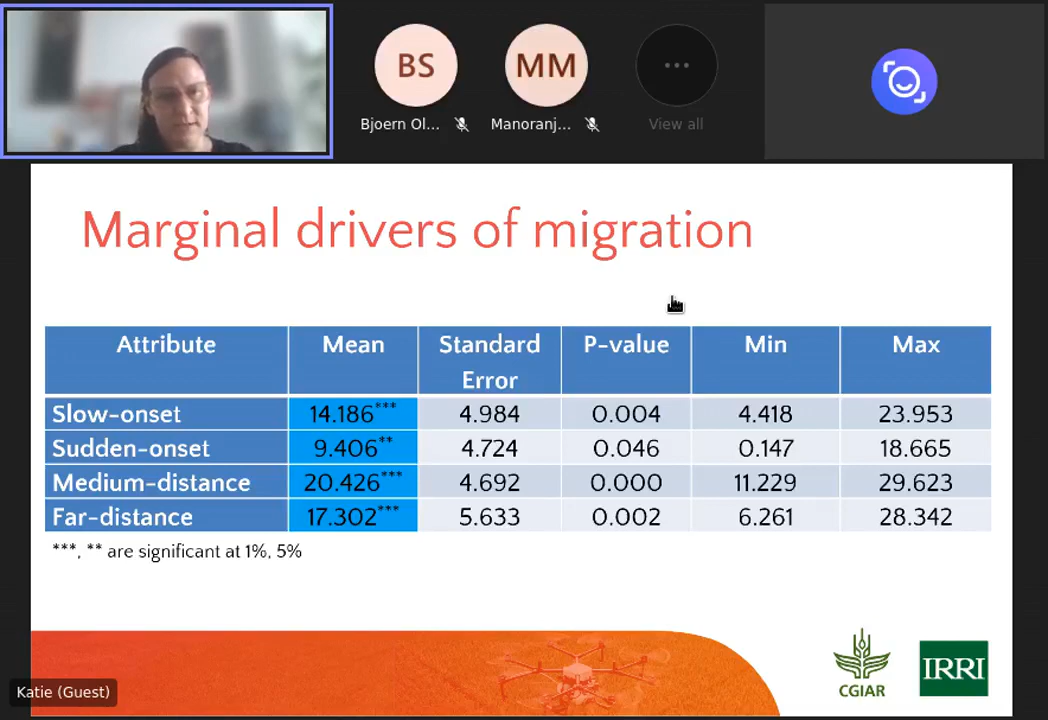 BS
MM
Bjoern Ol...
Manoranj...
View all
Marginal drivers of migration
Attribute Mean Standard Error P-value Min Max
Slow-onset 14.186*** 4.984 0.004 4.418 23.953
Sudden-onset 9.406** 4.724 0.046 0.147 18.665
Medium-distance 20.426*** 4.692 0.000 11.229 29.623
Far-distance 17.302*** 5.633 0.002 6.261 28.342
***, ** are significant at 1%, 5%
CGIAR
IRRI
Katie (Guest)